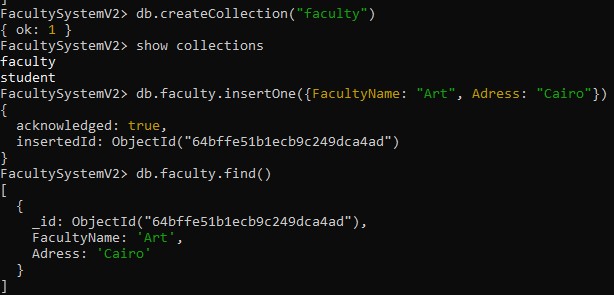 ]
FacultySystemV2> db.createCollection("faculty")
{ ok: 1 }
FacultySystemV2> show collections
faculty
student
FacultySystemV2> db.faculty.insertOne({FacultyName: "Art", Adress: "Cairo"})
{
  acknowledged: true,
  insertedId: ObjectId("64bffe51b1ecb9c249dca4ad")
}
FacultySystemV2> db.faculty.find()
[
  {
    _id: ObjectId("64bffe51b1ecb9c249dca4ad"),
    FacultyName: 'Art',
    Adress: 'Cairo'
  }
]